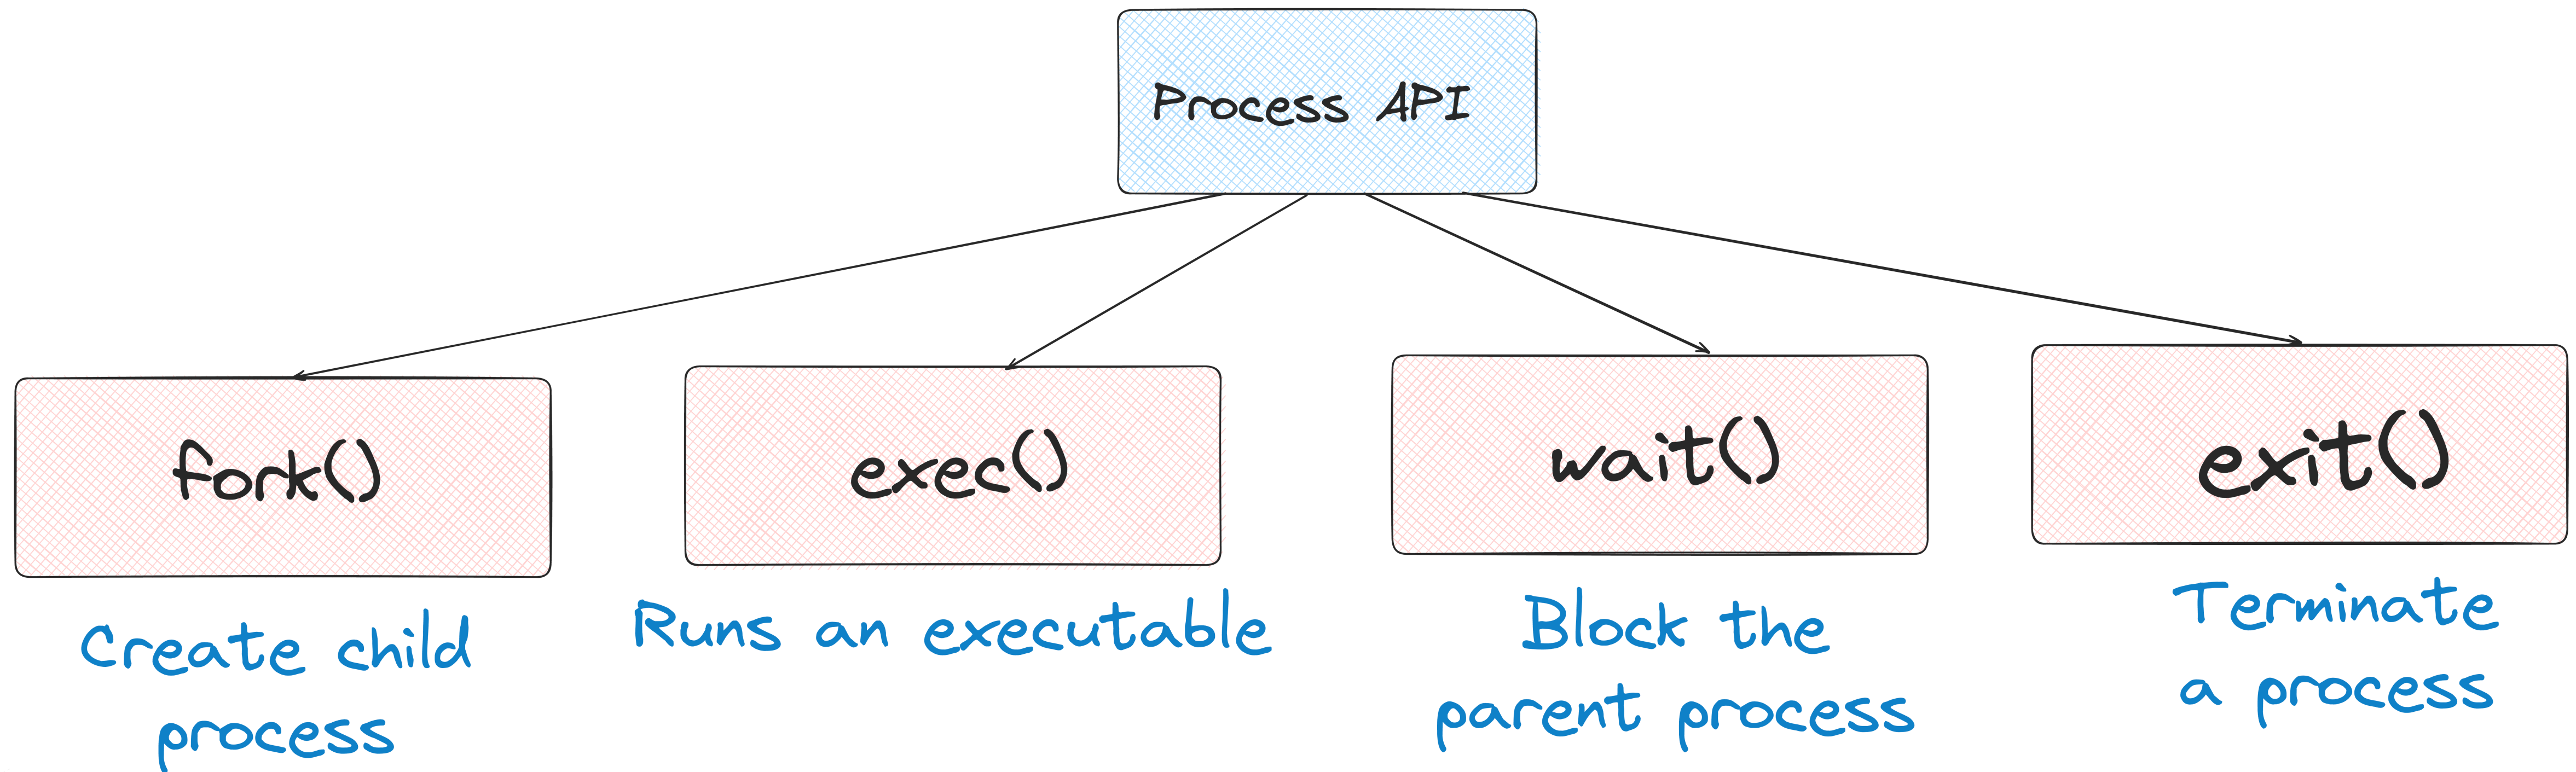 Process API
fork()
exec()
wait()
exit()
Create child
process
Runs an executable
Block the
parent process
Terminate
a process